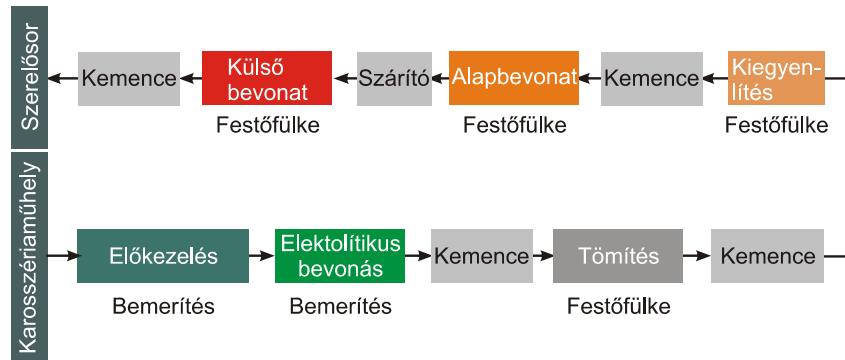 Szerelősor
Kemence
Külső
bevonat
Szárító
Alapbevonat
Kemence
Kiegyen-
lítés
Festőfülke
Festőfülke
Festőfülke
Karosszériaműhely
Előkezelés
Elektolítikus
bevonás
Kemence
Tömítés
Kemence
Bemerítés
Bemerítés
Festőfülke